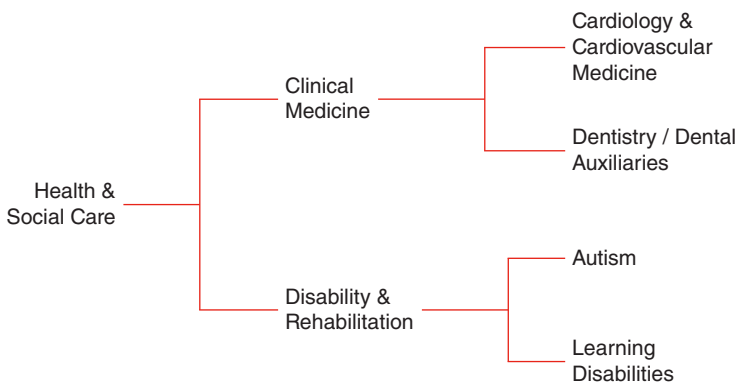 Health &
Social Care
Clinical
Medicine
Cardiology &
Cardiovascular
Medicine
Dentistry / Dental
Auxiliaries
Disability &
Rehabilitation
Autism
Learning
Disabilities